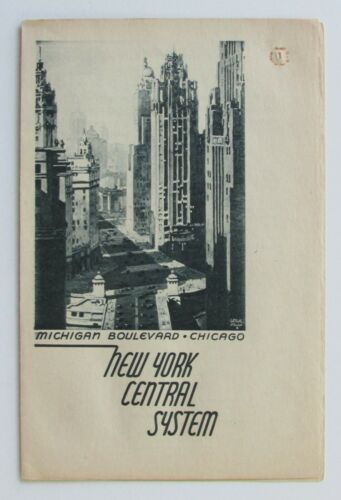 MICHIGAN BOULEVARD • CHICAGO
NEW YORK
CENTRAL
SYSTEM